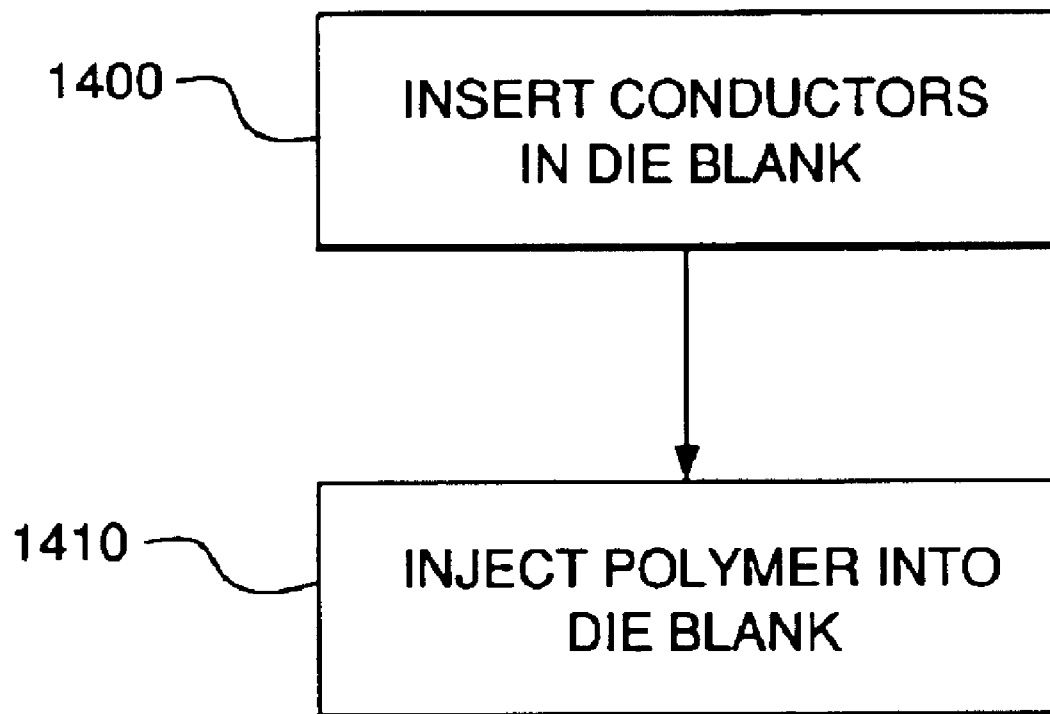 1400
INSERT CONDUCTORS
IN DIE BLANK
1410
INJECT POLYMER INTO
DIE BLANK